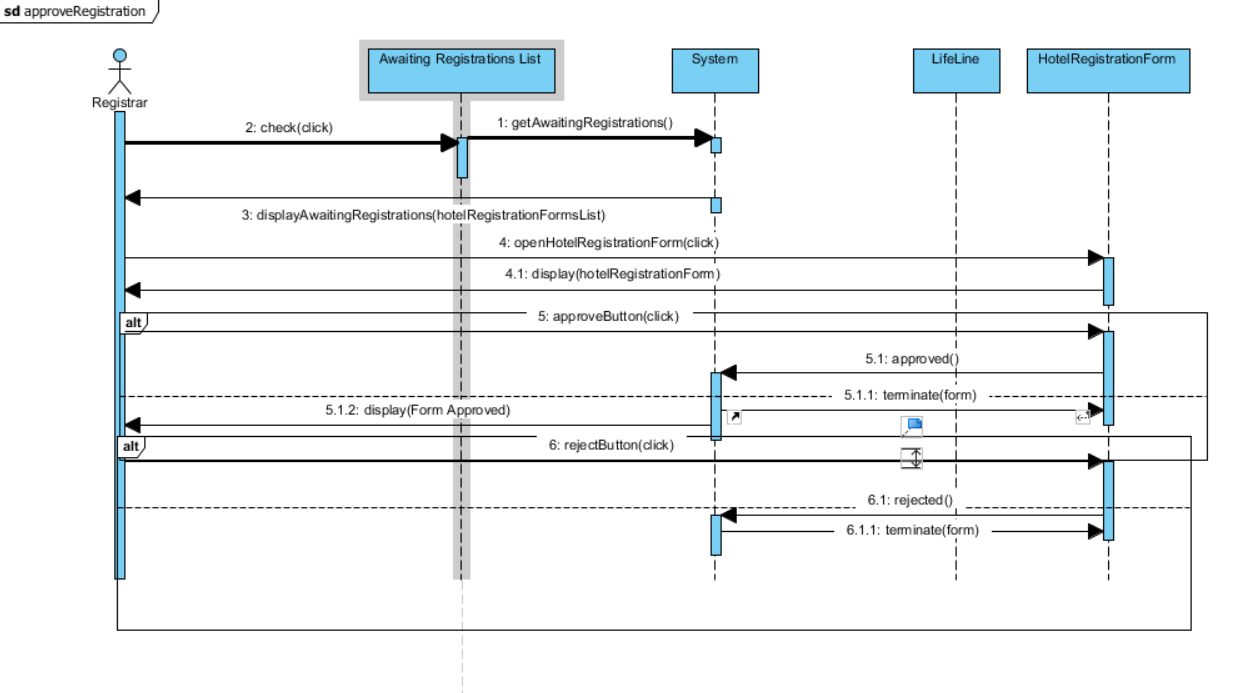 sd approveRegistration
Registrar
Awaiting Registrations List
System
LifeLine
HotelRegistrationForm
2: check(click)
1: getAwaitingRegistrations()
3: displayAwaitingRegistrations(hotelRegistrationFormsList)
4: openHotelRegistrationForm(click)
4.1: display(hotelRegistrationForm)
alt
5: approveButton(click)
5.1: approved()
5.1.1: terminate(form)
5.1.2: display(Form Approved)
alt
6: rejectButton(click)
6.1: rejected()
6.1.1: terminate(form)